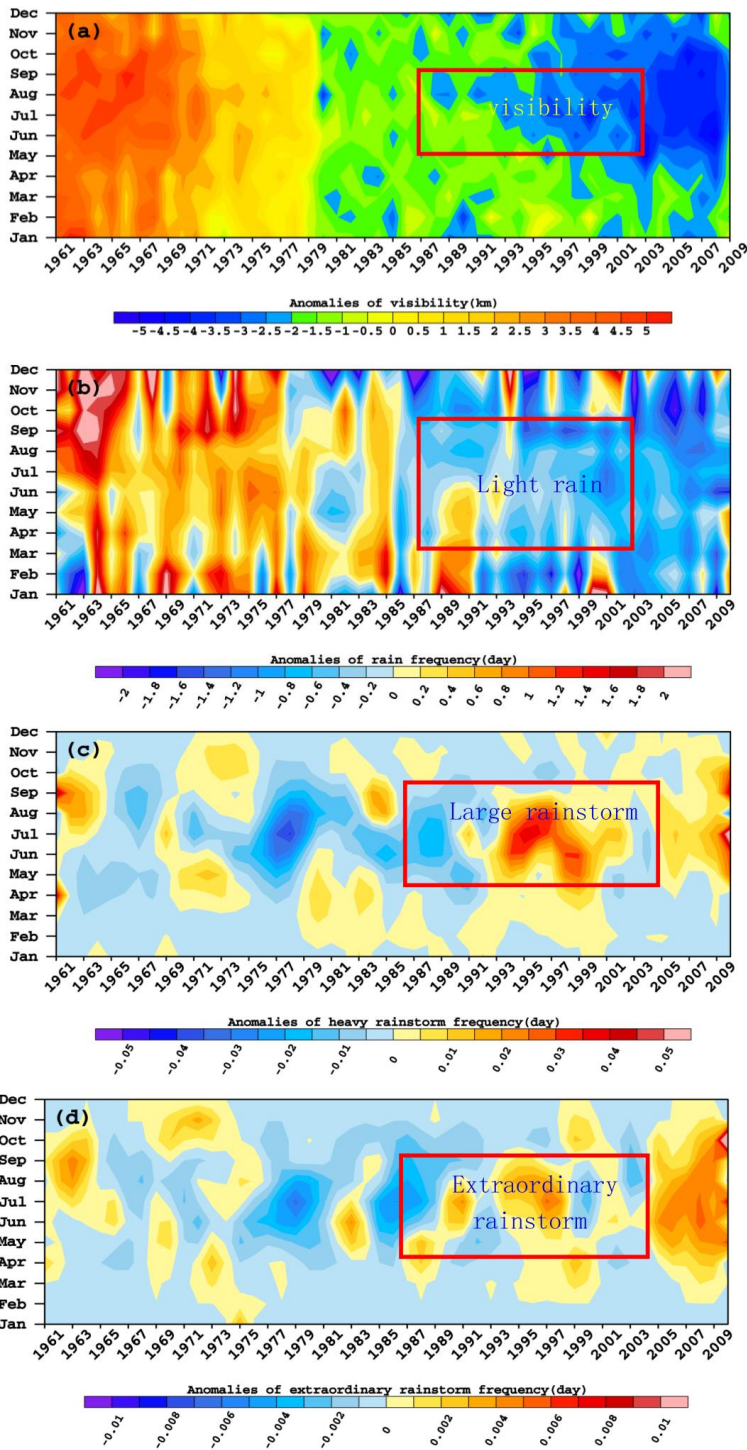 (a)
visibility
Dec
Nov
Oct
Sep
Aug
Jul
Jun
May
Apr
Mar
Feb
Jan
1961 1963 1965 1967 1969 1971 1973 1975 1977 1979 1981 1983 1985 1987 1989 1991 1993 1995 1997 1999 2001 2003 2005 2007 2009
Anomalies of visibility(km)
-5 -4.5 -4 -3.5 -3 -2.5 -2 -1.5 -1 -0.5 0 0.5 1 1.5 2 2.5 3 3.5 4 4.5 5
(b)
Light rain
Dec
Nov
Oct
Sep
Aug
Jul
Jun
May
Apr
Mar
Feb
Jan
1961 1963 1965 1967 1969 1971 1973 1975 1977 1979 1981 1983 1985 1987 1989 1991 1993 1995 1997 1999 2001 2003 2005 2007 2009
Anomalies of rain frequency(day)
-2 -1.8 -1.6 -1.4 -1.2 -1 -0.8 -0.6 -0.4 -0.2 0 0.2 0.4 0.6 0.8 1 1.2 1.4 1.6 1.8 2
(c)
Large rainstorm
Dec
Nov
Oct
Sep
Aug
Jul
Jun
May
Apr
Mar
Feb
Jan
1961 1963 1965 1967 1969 1971 1973 1975 1977 1979 1981 1983 1985 1987 1989 1991 1993 1995 1997 1999 2001 2003 2005 2007 2009
Anomalies of heavy rainstorm frequency(day)
-0.05 -0.04 -0.03 -0.02 -0.01 0 0.01 0.02 0.03 0.04 0.05
(d)
Extraordinary
rainstorm
Dec
Nov
Oct
Sep
Aug
Jul
Jun
May
Apr
Mar
Feb
Jan
1961 1963 1965 1967 1969 1971 1973 1975 1977 1979 1981 1983 1985 1987 1989 1991 1993 1995 1997 1999 2001 2003 2005 2007 2009
Anomalies of extraordinary rainstorm frequency(day)
-0.01 -0.008 -0.006 -0.004 -0.002 0 0.002 0.004 0.006 0.008 0.01